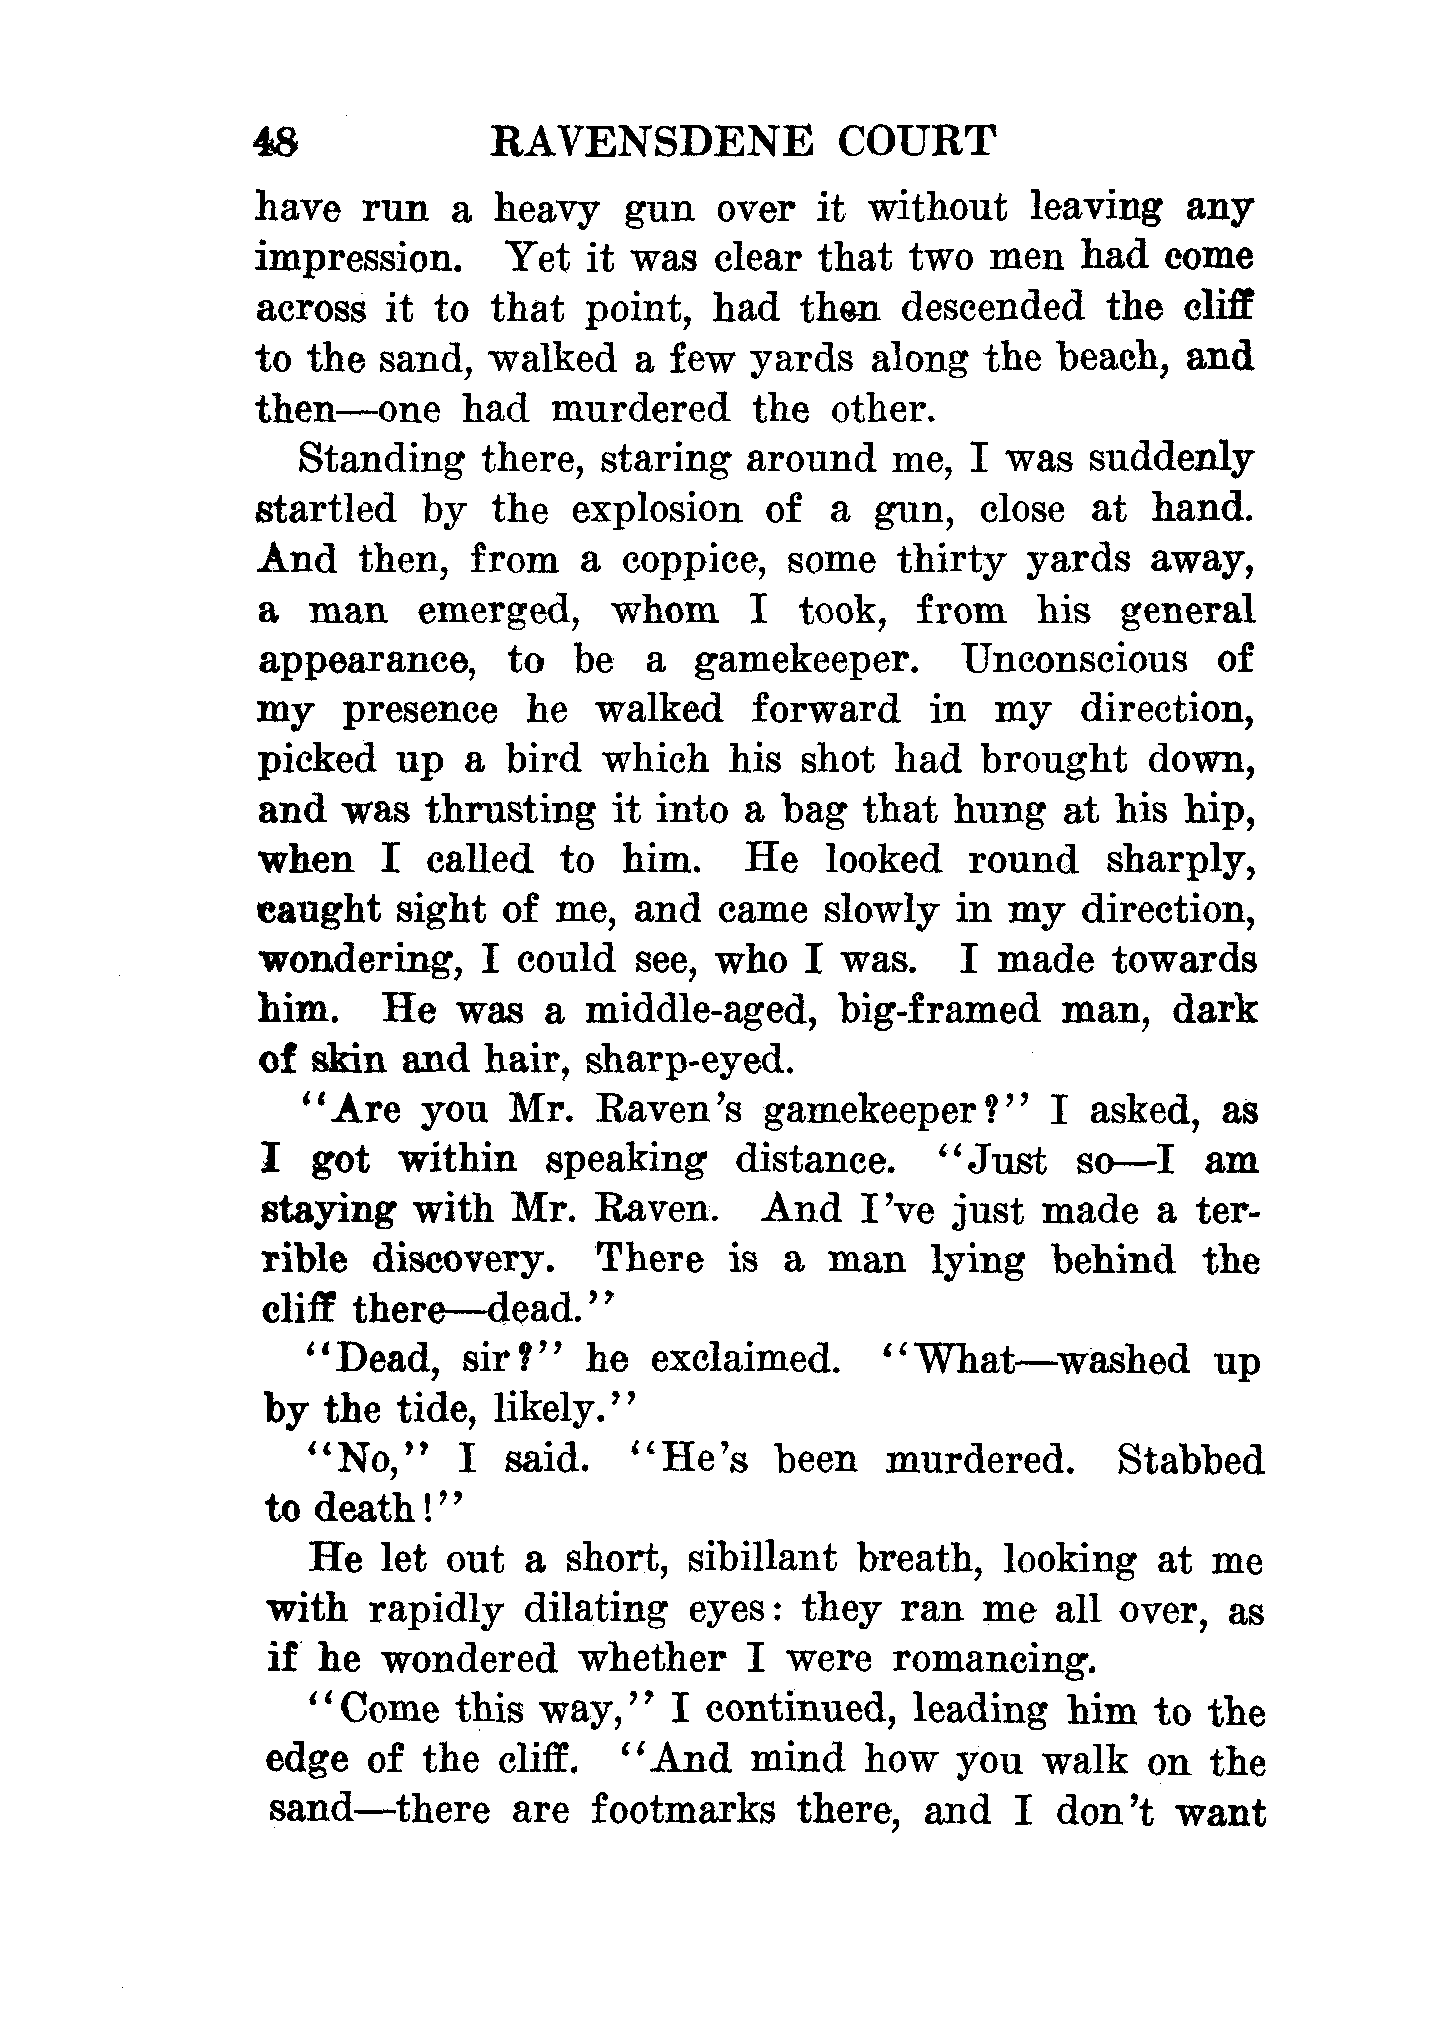 48 RAVENSDENE COURT
have run a heavy gun over it without leaving any
impression. Yet it was clear that two men had come
across it to that point, had then descended the cliff
to the sand, walked a few yards along the beach, and
then—one had murdered the other.
Standing there, staring around me, I was suddenly
startled by the explosion of a gun, close at hand.
And then, from a coppice, some thirty yards away,
a man emerged, whom I took, from his general
appearance, to be a gamekeeper. Unconscious of
my presence he walked forward in my direction,
picked up a bird which his shot had brought down,
and was thrusting it into a bag that hung at his hip,
when I called to him. He looked round sharply,
caught sight of me, and came slowly in my direction,
wondering, I could see, who I was. I made towards
him. He was a middle-aged, big-framed man, dark
of skin and hair, sharp-eyed.
"Are you Mr. Raven's gamekeeper?" I asked, as
I got within speaking distance. "Just so—I am
staying with Mr. Raven. And I've just made a ter-
rible discovery. There is a man lying behind the
cliff there—dead."
"Dead, sir?" he exclaimed. "What—washed up
by the tide, likely."
"No," I said. "He's been murdered. Stabbed
to death!"
He let out a short, sibillant breath, looking at me
with rapidly dilating eyes: they ran me all over, as
if he wondered whether I were romancing.
"Come this way," I continued, leading him to the
edge of the cliff. "And mind how you walk on the
sand—there are footmarks there, and I don't want